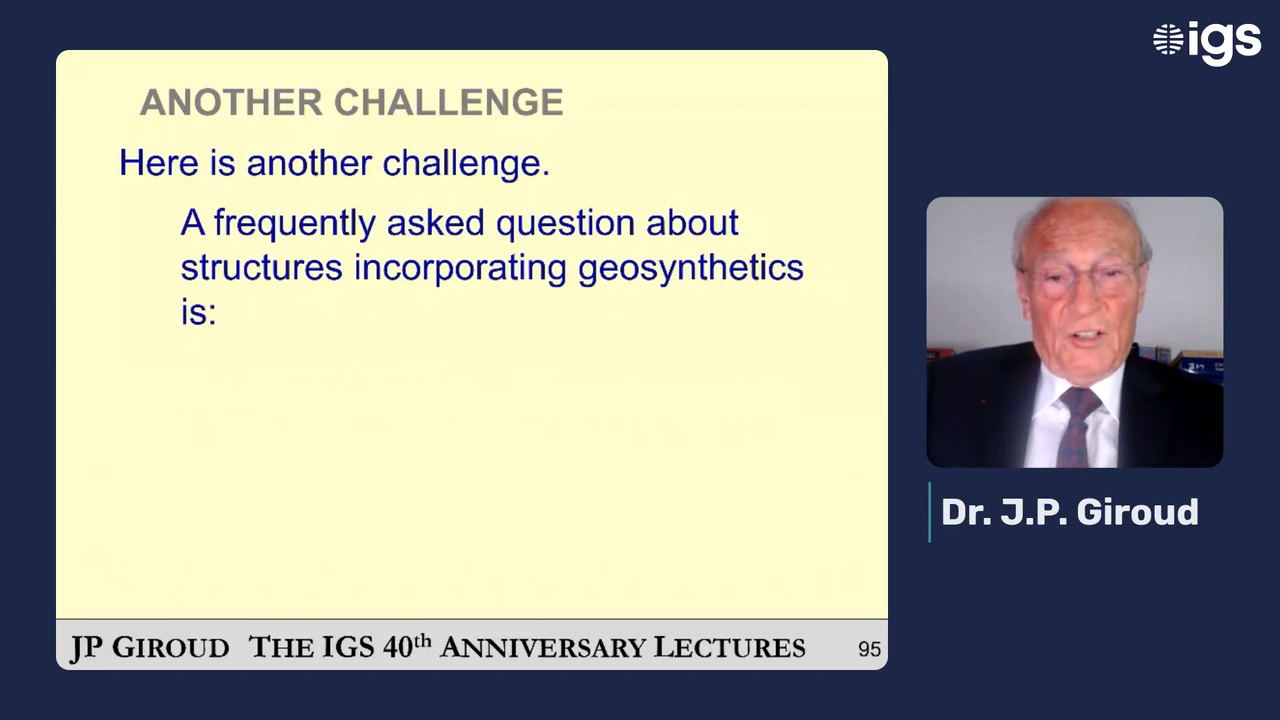 igs
ANOTHER CHALLENGE
Here is another challenge.
A frequently asked question about
structures incorporating geosynthetics
is:
Dr. J.P. Giroud
JP GIROUD THE IGS 40th ANNIVERSARY LECTURES 95